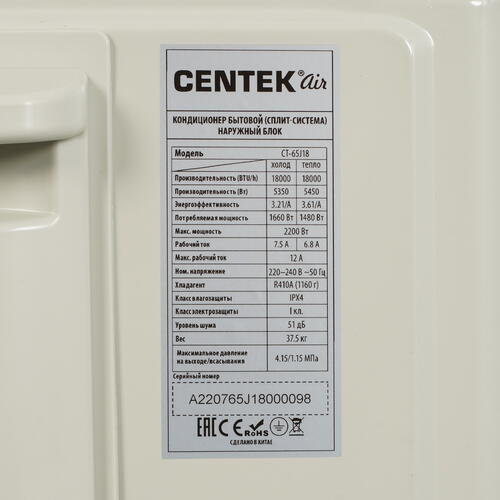 CENTEK® air
КОНДИЦИОНЕР БЫТОВОЙ (СПЛИТ-СИСТЕМА)
НАРУЖНЫЙ БЛОК
Модель CT-65J18
холод тепло
Производительность (BTU/h) 18000 18000
Производительность (Вт) 5350 5450
Энергоэффективность 3.21/A 3.61/A
Потребляемая мощность 1660 Вт 1480 Вт
Макс. мощность 2200 Вт
Рабочий ток 7.5 А 6.8 А
Макс. рабочий ток 12 А
Ном. напряжение 220~240 В ~50 Гц
Хладагент R410A (1160 г)
Класс влагозащиты IPX4
Класс электрозащиты I кл.
Уровень шума 51 дБ
Вес 37.5 кг
Максимальное давление
на выходе/всасывания 4.15/1.15 МПа
Серийный номер
A220765J18000098
EAC CE RoHS
СДЕЛАНО В КИТАЕ